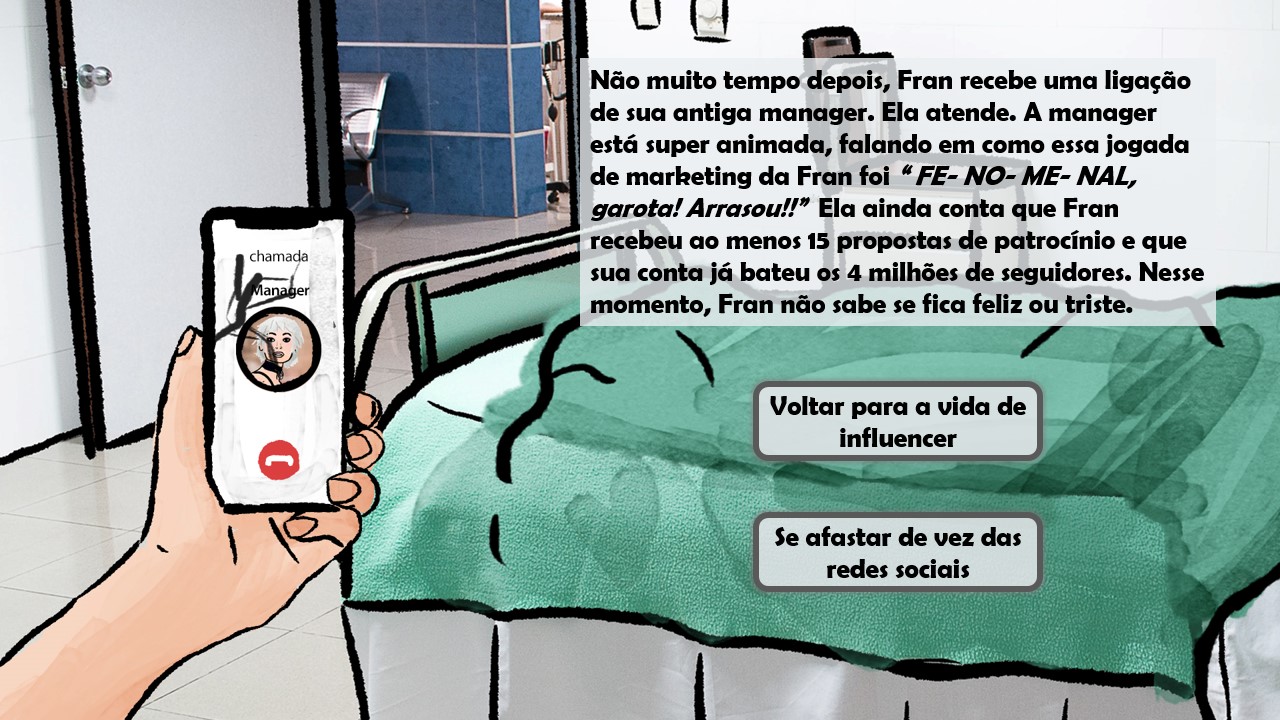 Não muito tempo depois, Fran recebe uma ligação
de sua antiga manager. Ela atende. A manager
está super animada, falando em como essa jogada
de marketing da Fran foi “ FE- NO- ME- NAL,
garota! Arrasou!!” Ela ainda conta que Fran
recebeu ao menos 15 propostas de patrocínio e que
sua conta já bateu os 4 milhões de seguidores. Nesse
momento, Fran não sabe se fica feliz ou triste.
chamada
Manager
Voltar para a vida de
influencer
Se afastar de vez das
redes sociais